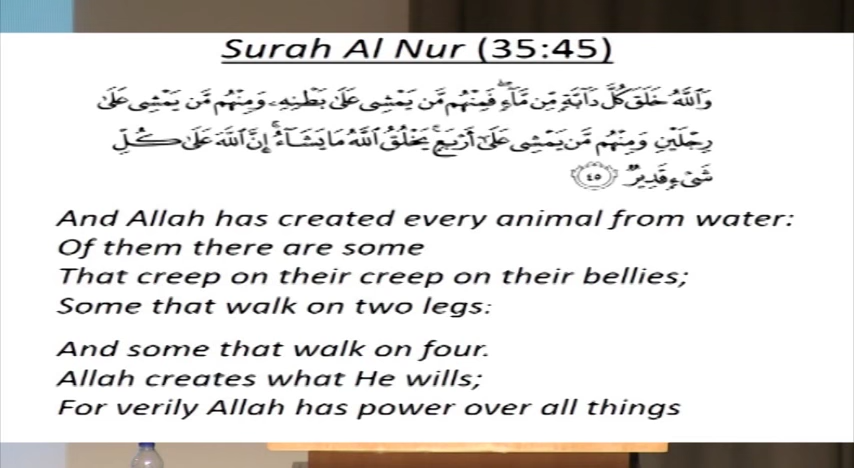 Surah Al Nur (35:45)
وَٱللَّهُ خَلَقَ كُلَّ دَآبَّةٍ مِّن مَّآءٍ ۖ فَمِنْهُم مَّن يَمْشِى عَلَىٰ بَطْنِهِۦ وَمِنْهُم مَّن يَمْشِى عَلَىٰ
رِجْلَيْنِ وَمِنْهُم مَّن يَمْشِى عَلَىٰٓ أَرْبَعٍ ۚ يَخْلُقُ ٱللَّهُ مَا يَشَآءُ ۚ إِنَّ ٱللَّهَ عَلَىٰ كُلِّ
شَىْءٍ قَدِيرٌ ٤٥
And Allah has created every animal from water:
Of them there are some
That creep on their creep on their bellies;
Some that walk on two legs:
And some that walk on four.
Allah creates what He wills;
For verily Allah has power over all things